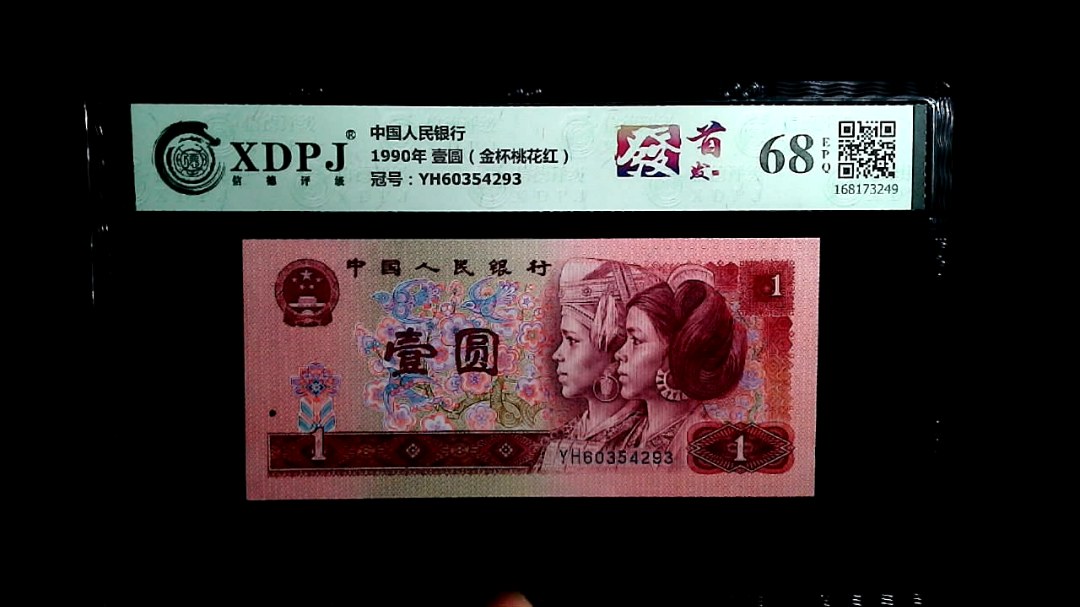 XDPJ®
信德评级
中国人民银行
1990年 壹圆（金杯桃花红）
冠号：YH60354293
發
首发
68
EPQ
168173249
中国人民银行
1
壹圆
1
YH60354293
1